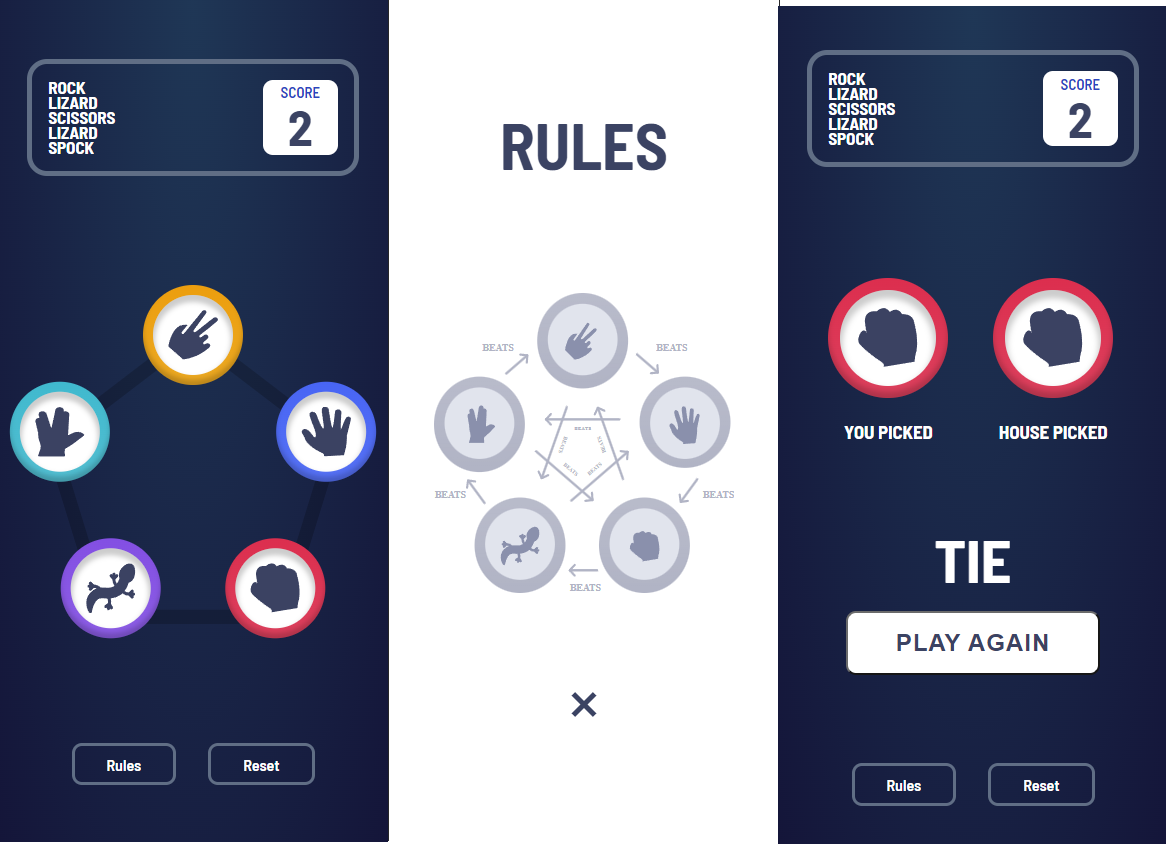 ROCK
LIZARD
SCISSORS
LIZARD
SPOCK
SCORE
2
Rules
Reset
RULES
BEATS
BEATS
BEATS
BEATS
BEATS
BEATS
BEATS
BEATS
BEATS
BEATS
ROCK
LIZARD
SCISSORS
LIZARD
SPOCK
SCORE
2
YOU PICKED
HOUSE PICKED
TIE
PLAY AGAIN
Rules
Reset